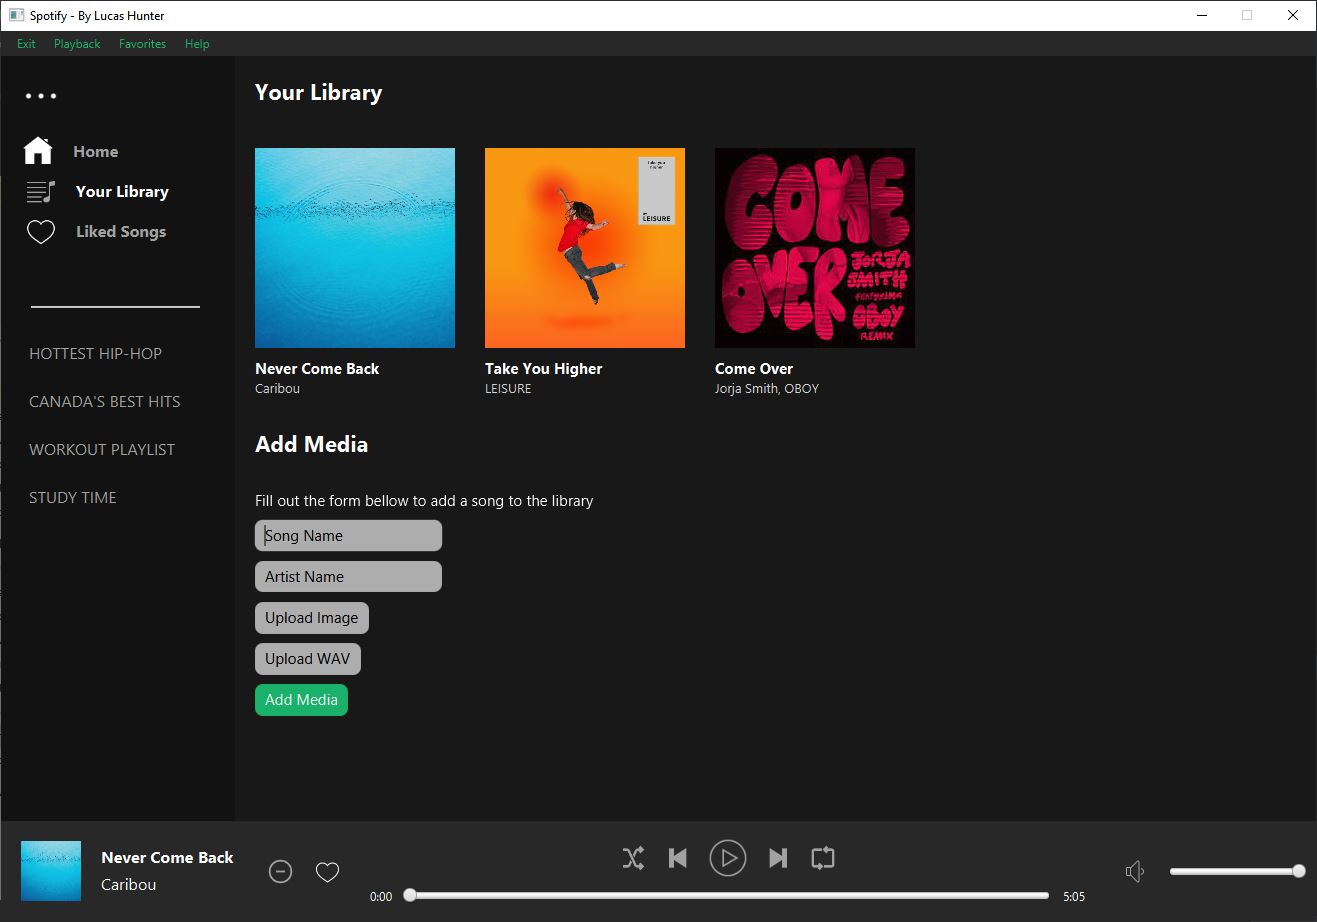 Spotify - By Lucas Hunter
Exit Playback Favorites Help
Home
Your Library
Liked Songs
HOTTEST HIP-HOP
CANADA'S BEST HITS
WORKOUT PLAYLIST
STUDY TIME
Your Library
take you
higher
LEISURE
COME
OVER
JORJA
SMITH
FEATURING
OBOY
REMIX
Never Come Back
Caribou
Take You Higher
LEISURE
Come Over
Jorja Smith, OBOY
Add Media
Fill out the form bellow to add a song to the library
Song Name
Artist Name
Upload Image
Upload WAV
Add Media
Never Come Back
Caribou
0:00
5:05